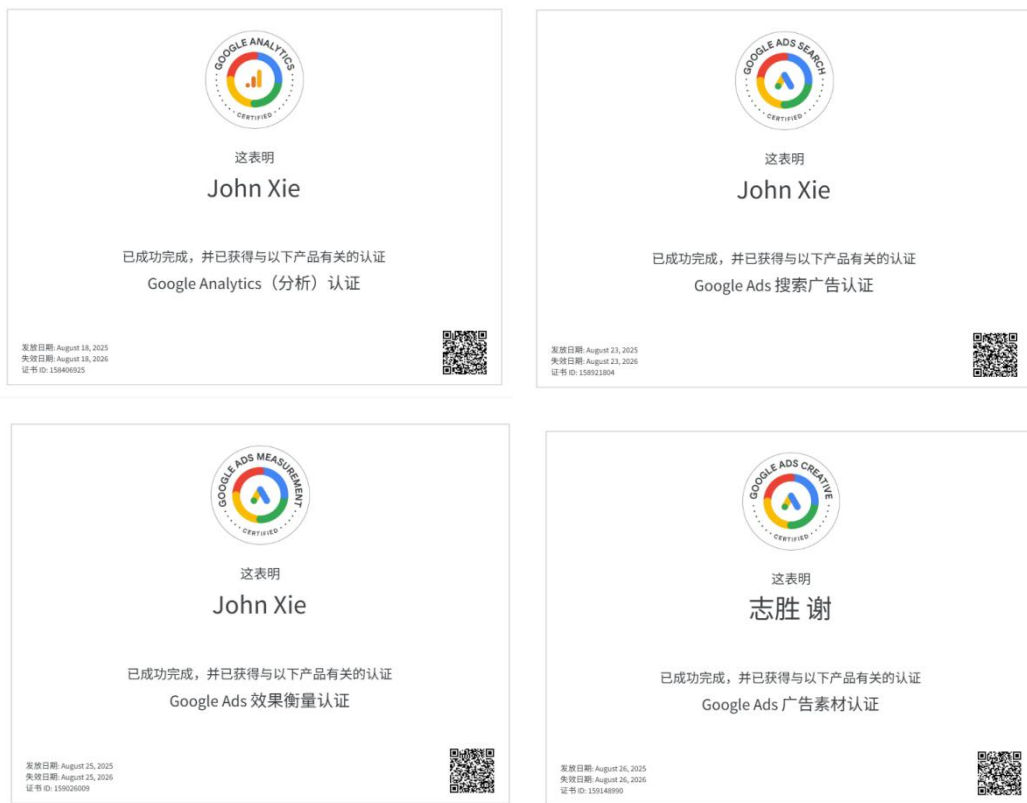 GOOGLE ANALYTICS
CERTIFIED
这表明
John Xie
已成功完成，并已获得与以下产品有关的认证
Google Analytics（分析）认证
发放日期: August 18, 2025
失效日期: August 18, 2026
证书 ID: 158406925
GOOGLE ADS SEARCH
CERTIFIED
这表明
John Xie
已成功完成，并已获得与以下产品有关的认证
Google Ads 搜索广告认证
发放日期: August 23, 2025
失效日期: August 23, 2026
证书 ID: 158921804
GOOGLE ADS MEASUREMENT
CERTIFIED
这表明
John Xie
已成功完成，并已获得与以下产品有关的认证
Google Ads 效果衡量认证
发放日期: August 25, 2025
失效日期: August 25, 2026
证书 ID: 159026009
GOOGLE ADS CREATIVE
CERTIFIED
这表明
志胜 谢
已成功完成，并已获得与以下产品有关的认证
Google Ads 广告素材认证
发放日期: August 26, 2025
失效日期: August 26, 2026
证书 ID: 159148990